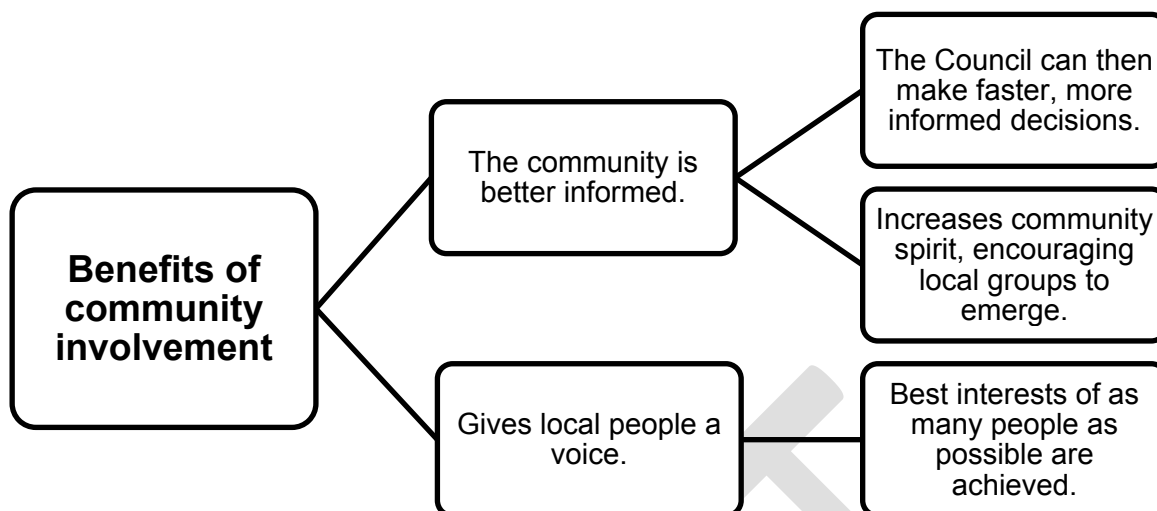 Benefits of
community
involvement
The community is
better informed.
The Council can then
make faster, more
informed decisions.
Increases community
spirit, encouraging
local groups to
emerge.
Gives local people a
voice.
Best interests of as
many people as
possible are
achieved.